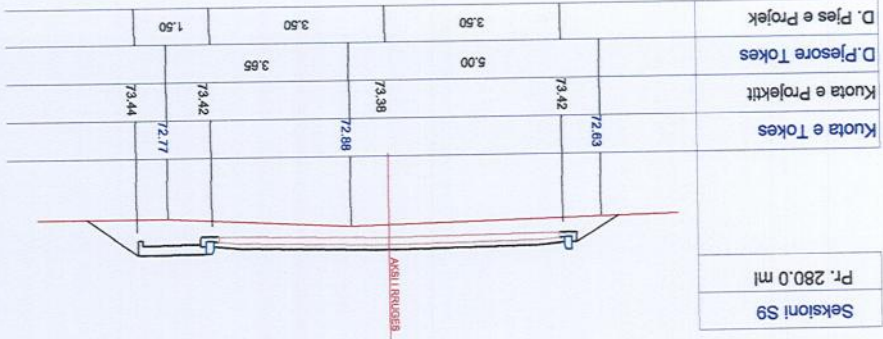 Seksioni S9
Pr. 280.0 ml
AKSI I RRUGES
Kuota e Tokes 72.63 72.88 72.77
Kuota e Projektit 73.42 73.38 73.42 73.44
D.Pjesore Tokes 5.00 3.65
D. Pjes e Projek 3.50 3.50 1.50